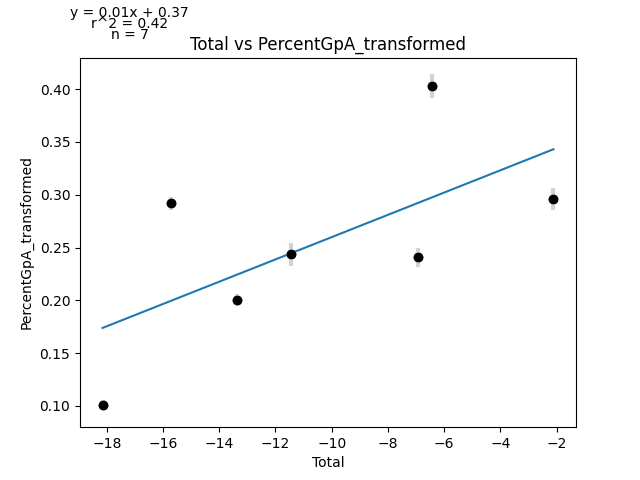 y = 0.01x + 0.37
r^2 = 0.42
n = 7
Total vs PercentGpA_transformed
0.40
0.35
0.30
0.25
0.20
0.15
0.10
PercentGpA_transformed
−18
−16
−14
−12
−10
−8
−6
−4
−2
Total